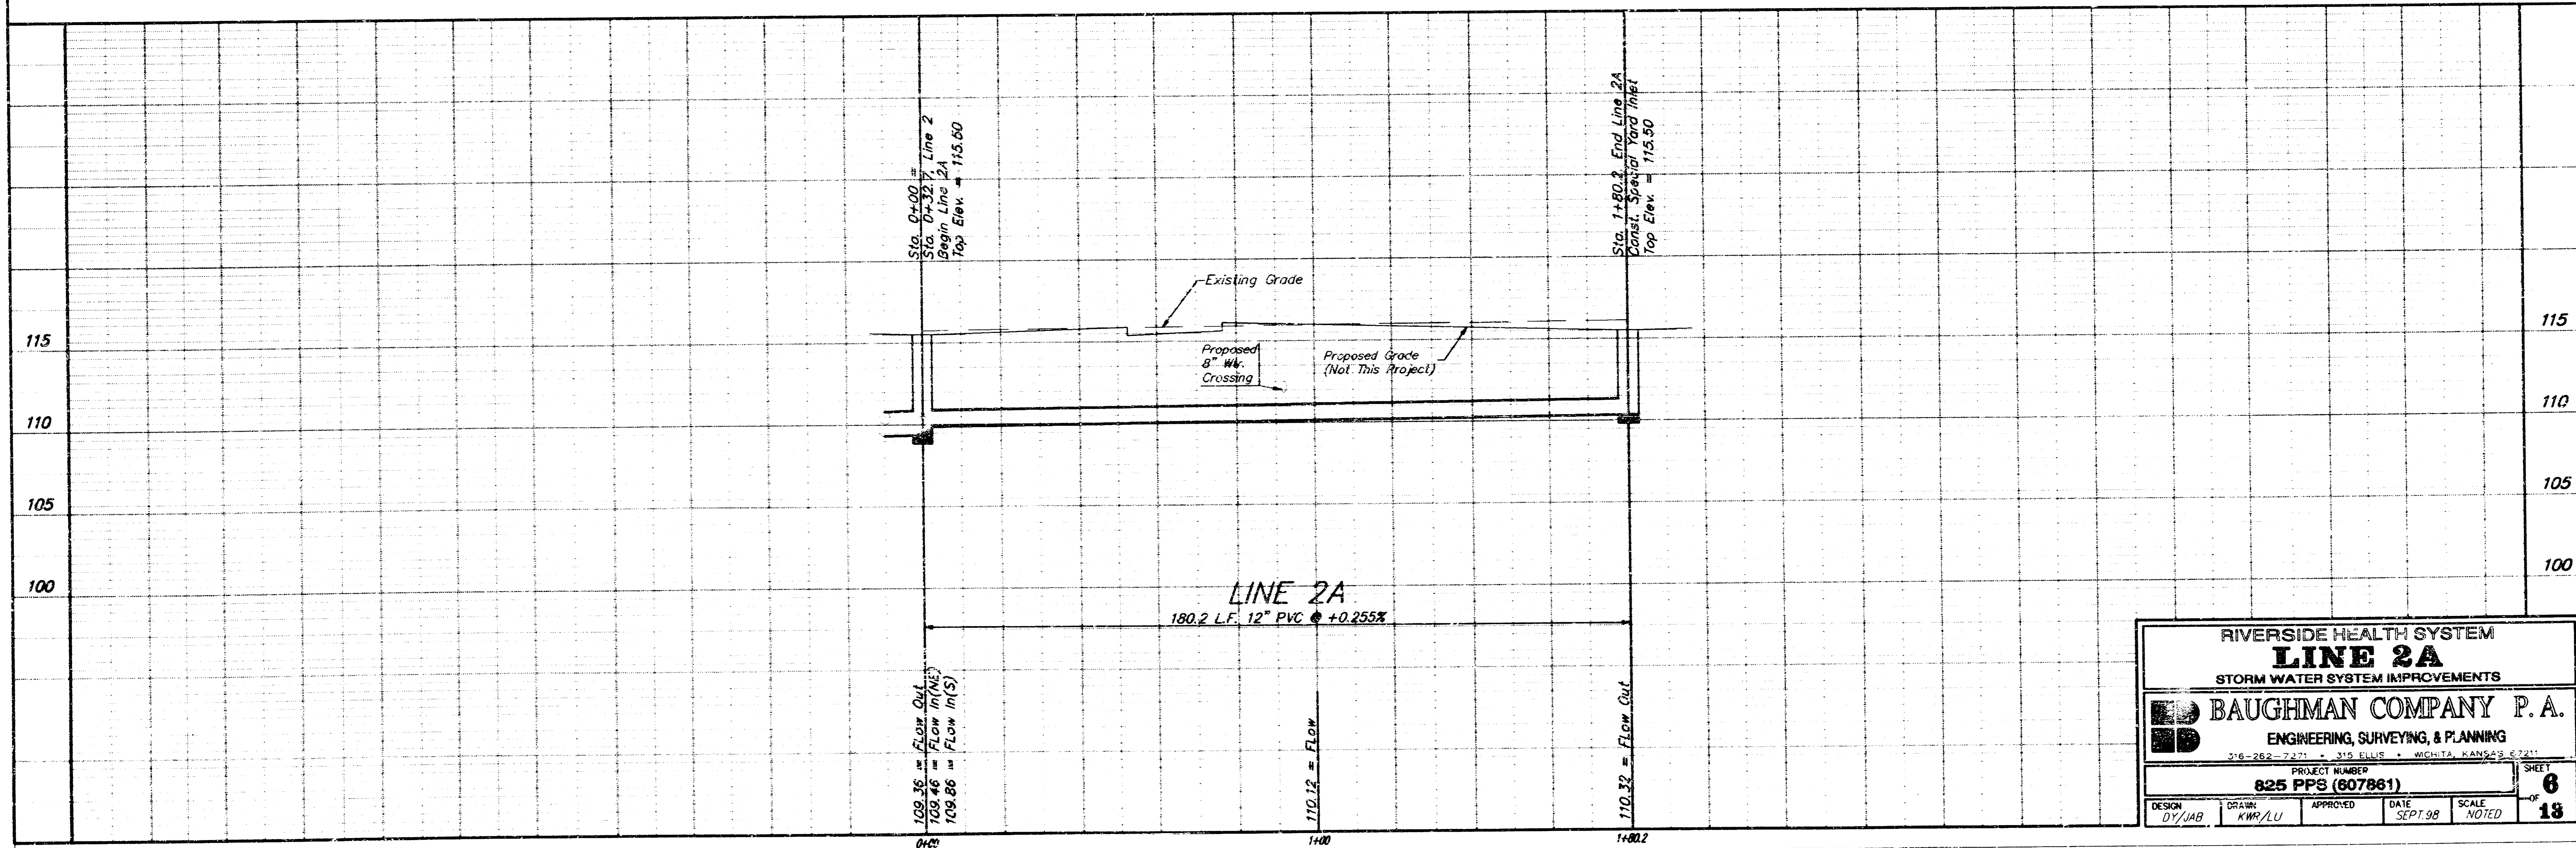 Sta. 0+00 =
Sta. 0+32.7, Line 2
Begin Line 2A
Top Elev. = 115.50
Sta. 1+80.2, End Line 2A
Const. Special Yard Inlet
Top Elev. = 115.50
Existing Grade
Proposed
8" Wtr.
Crossing
Proposed Grade
(Not This Project)
115
110
105
100
115
110
105
100
LINE 2A
180.2 L.F. 12" PVC @ +0.255%
109.36 = FLow Out
109.46 = FLow In(NE)
109.86 = FLow In(S)
110.12 = FLow
110.32 = FLow Out
0+00
1+00
1+80.2
RIVERSIDE HEALTH SYSTEM
LINE 2A
STORM WATER SYSTEM IMPROVEMENTS
BAUGHMAN COMPANY P. A.
ENGINEERING, SURVEYING, & PLANNING
316-262-7271 • 315 ELLIS • WICHITA, KANSAS 67211
PROJECT NUMBER
825 PPS (607861)
SHEET
6
OF
13
DESIGN
DY/JAB
DRAWN
KWR/LU
APPROVED
DATE
SEPT.98
SCALE
NOTED